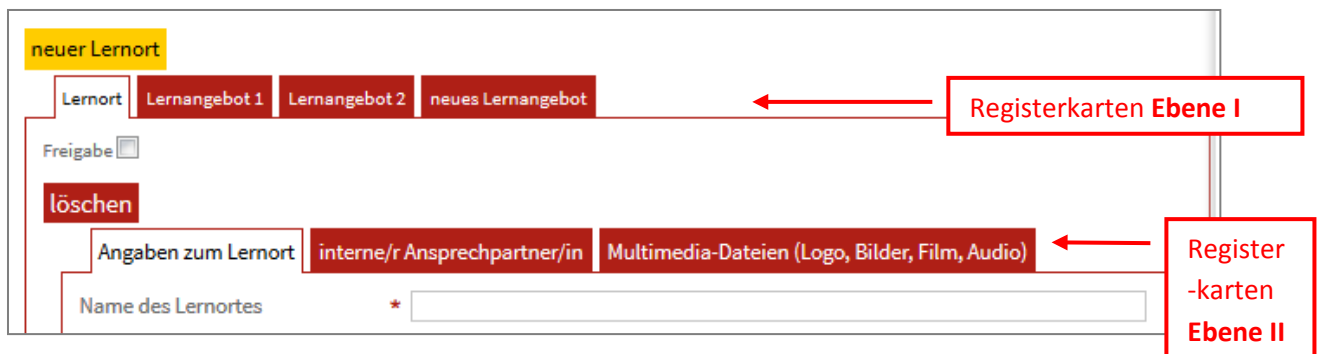 neuer Lernort
Lernort Lernangebot 1 Lernangebot 2 neues Lernangebot
Registerkarten Ebene I
Freigabe
löschen
Angaben zum Lernort interne/r Ansprechpartner/in Multimedia-Dateien (Logo, Bilder, Film, Audio)
Register
-karten
Ebene II
Name des Lernortes *